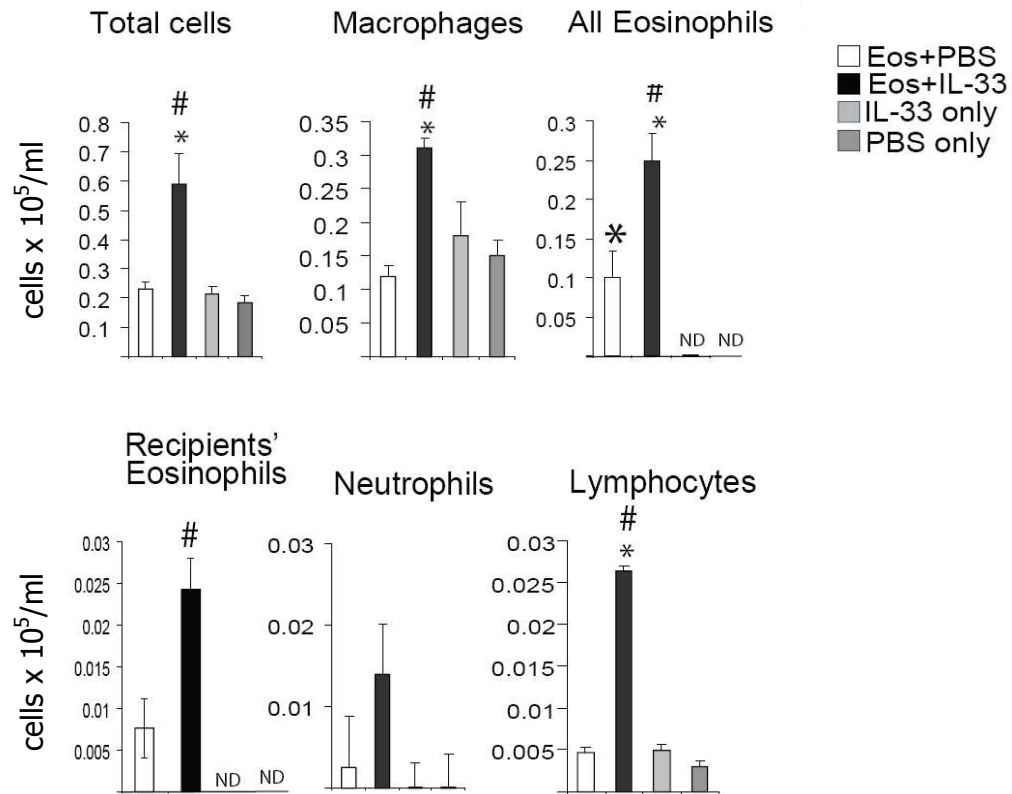 Total cells
Macrophages
All Eosinophils
Eos+PBS
Eos+IL-33
IL-33 only
PBS only
cells x 10⁵/ml
#
*
0.8
0.7
0.6
0.5
0.4
0.3
0.2
0.1
#
*
0.35
0.3
0.25
0.2
0.15
0.1
0.05
#
*
*
0.3
0.25
0.2
0.15
0.1
0.05
ND
ND
Recipients'
Eosinophils
Neutrophils
Lymphocytes
cells x 10⁵/ml
#
0.03
0.025
0.02
0.015
0.01
0.005
ND
ND
0.03
0.02
0.01
#
*
0.03
0.025
0.02
0.015
0.01
0.005